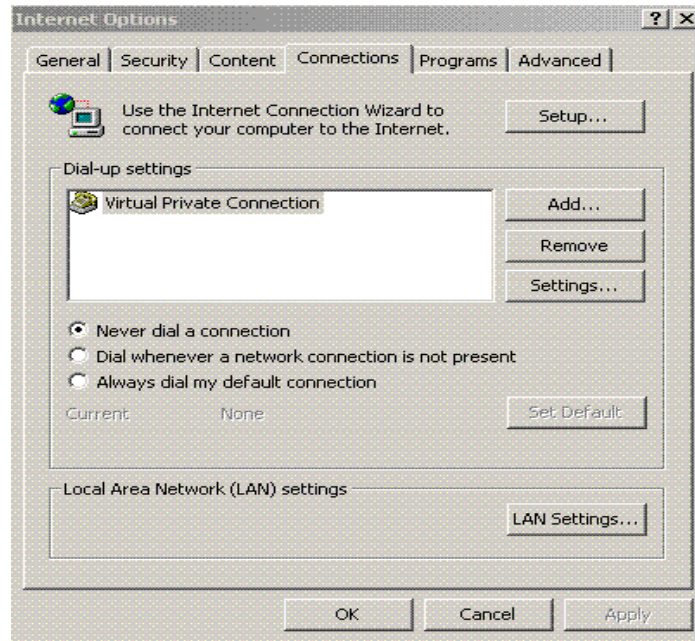 Internet Options
General Security Content Connections Programs Advanced
Use the Internet Connection Wizard to
connect your computer to the Internet.
Setup...
Dial-up settings
Virtual Private Connection
Add...
Remove
Settings...
Never dial a connection
Dial whenever a network connection is not present
Always dial my default connection
Current None
Set Default
Local Area Network (LAN) settings
LAN Settings...
OK Cancel Apply